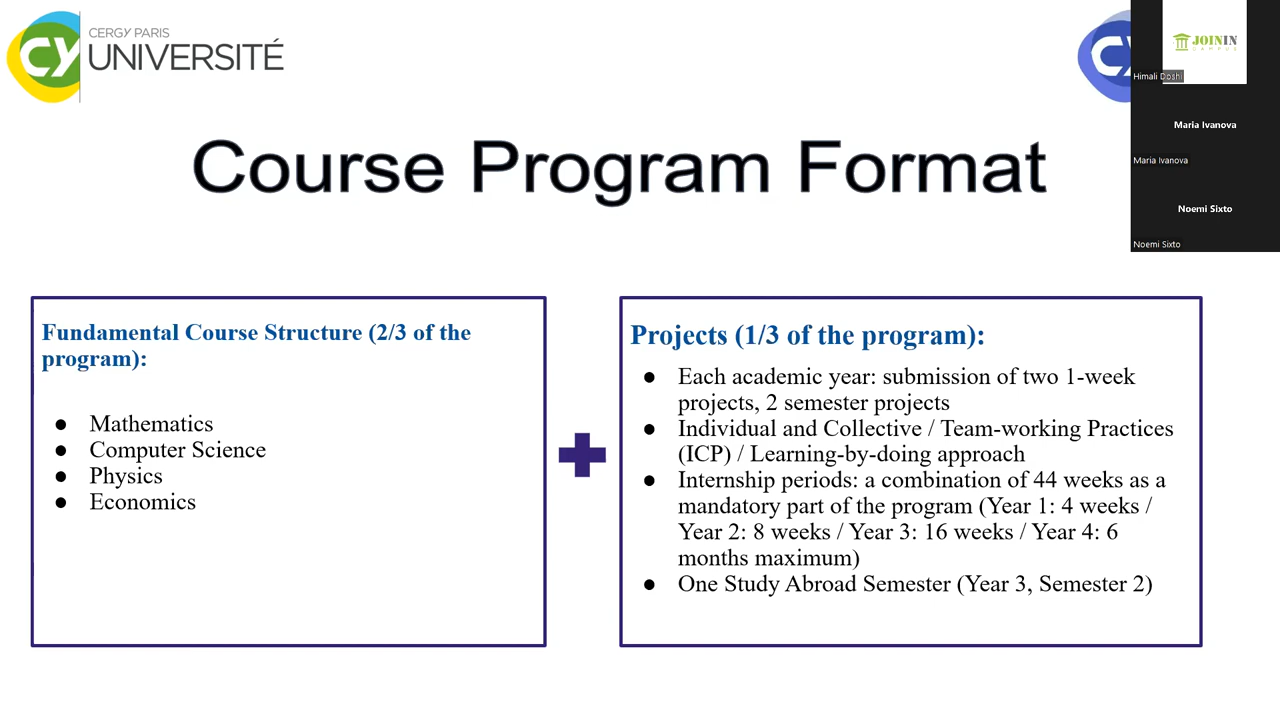 CY
CERGY PARIS
UNIVERSITÉ
JOININ
CAMPUS
Himali Doshi
Maria Ivanova
Maria Ivanova
Noemi Sixto
Noemi Sixto
Course Program Format
Fundamental Course Structure (2/3 of the
program):
● Mathematics
● Computer Science
● Physics
● Economics
Projects (1/3 of the program):
● Each academic year: submission of two 1-week
projects, 2 semester projects
● Individual and Collective / Team-working Practices
(ICP) / Learning-by-doing approach
● Internship periods: a combination of 44 weeks as a
mandatory part of the program (Year 1: 4 weeks /
Year 2: 8 weeks / Year 3: 16 weeks / Year 4: 6
months maximum)
● One Study Abroad Semester (Year 3, Semester 2)